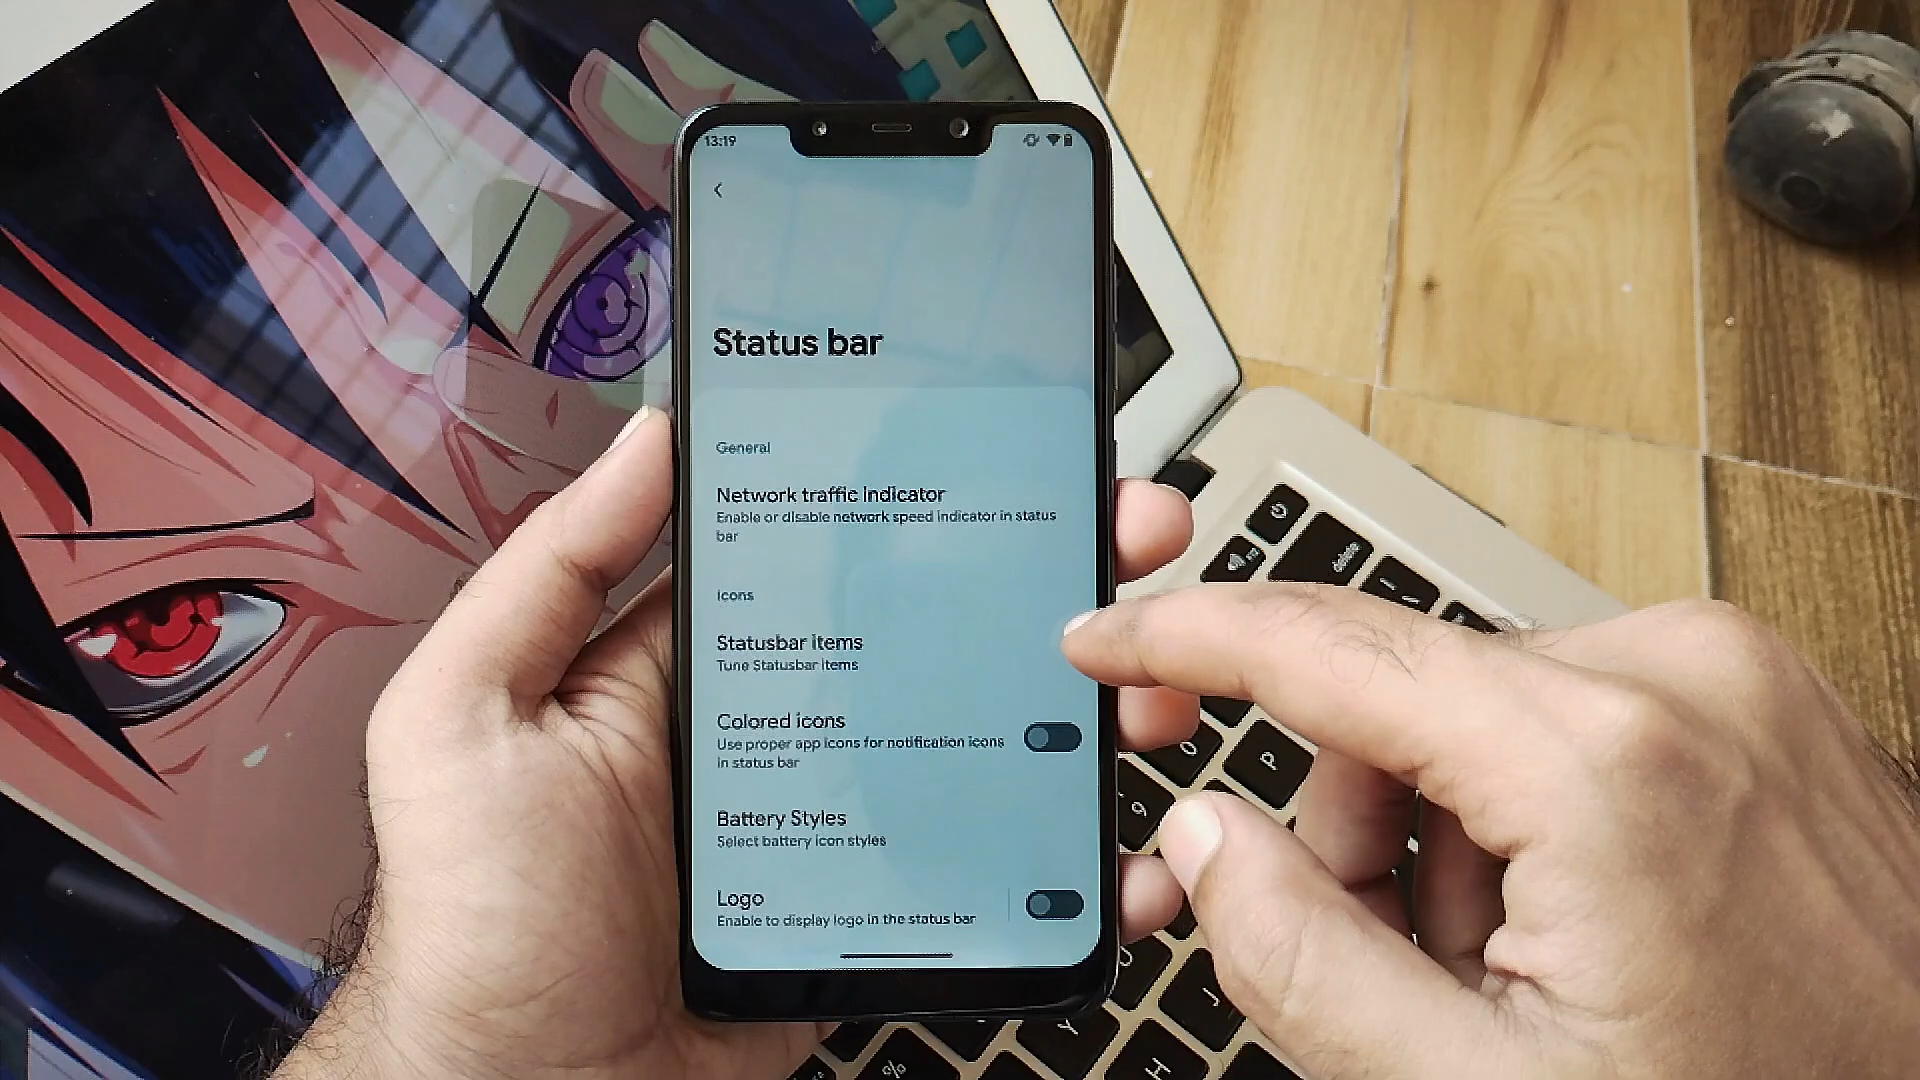 13:19
Status bar
General
Network traffic indicator
Enable or disable network speed indicator in status
bar
Icons
Statusbar items
Tune Statusbar items
Colored icons
Use proper app icons for notification icons
in status bar
Battery Styles
Select battery icon styles
Logo
Enable to display logo in the status bar
delete
O
P
9
U
J
Y
H
%